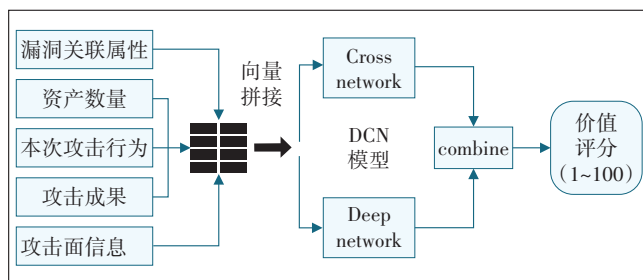 漏洞关联属性
资产数量
本次攻击行为
攻击成果
攻击面信息
向量
拼接
Cross
network
DCN
模型
Deep
network
combine
价值
评分
(1~100)